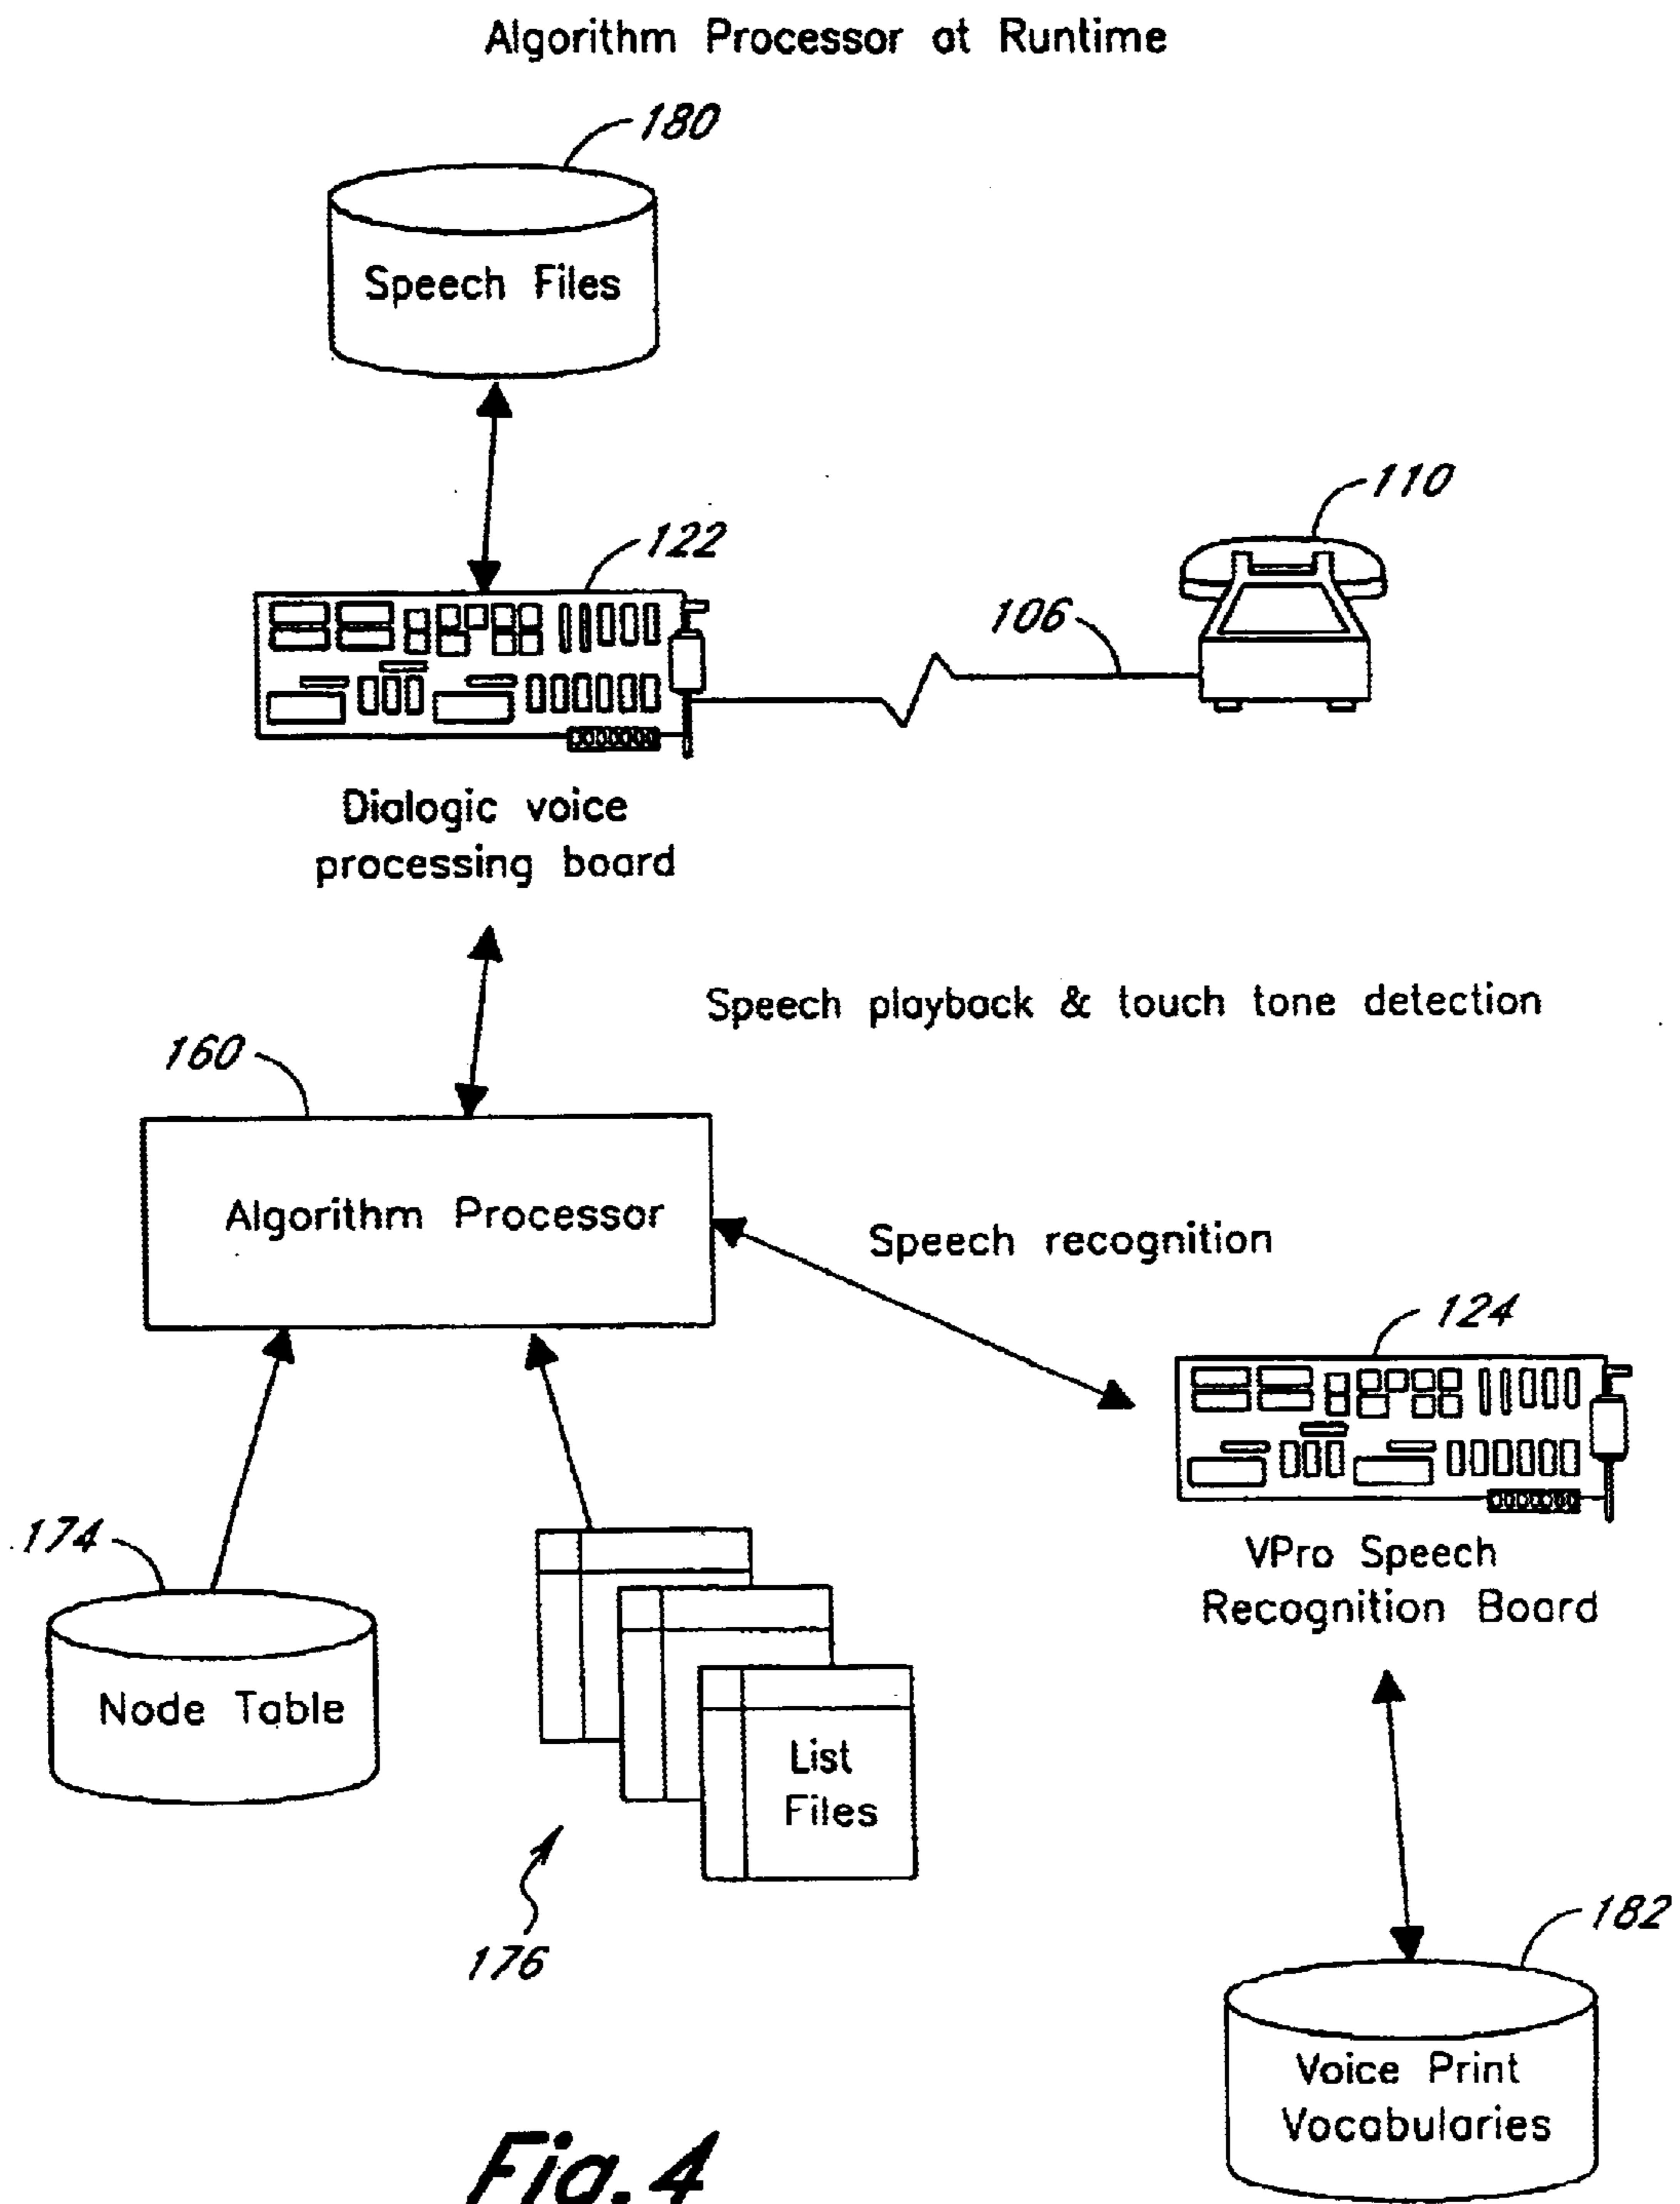 Algorithm Processor at Runtime
180
Speech Files
110
122
106
Dialogic voice
processing board
Speech playback & touch tone detection
160
Algorithm Processor
Speech recognition
124
VPro Speech
Recognition Board
174
Node Table
List
Files
176
182
Voice Print
Vocabularies
Fig. 4